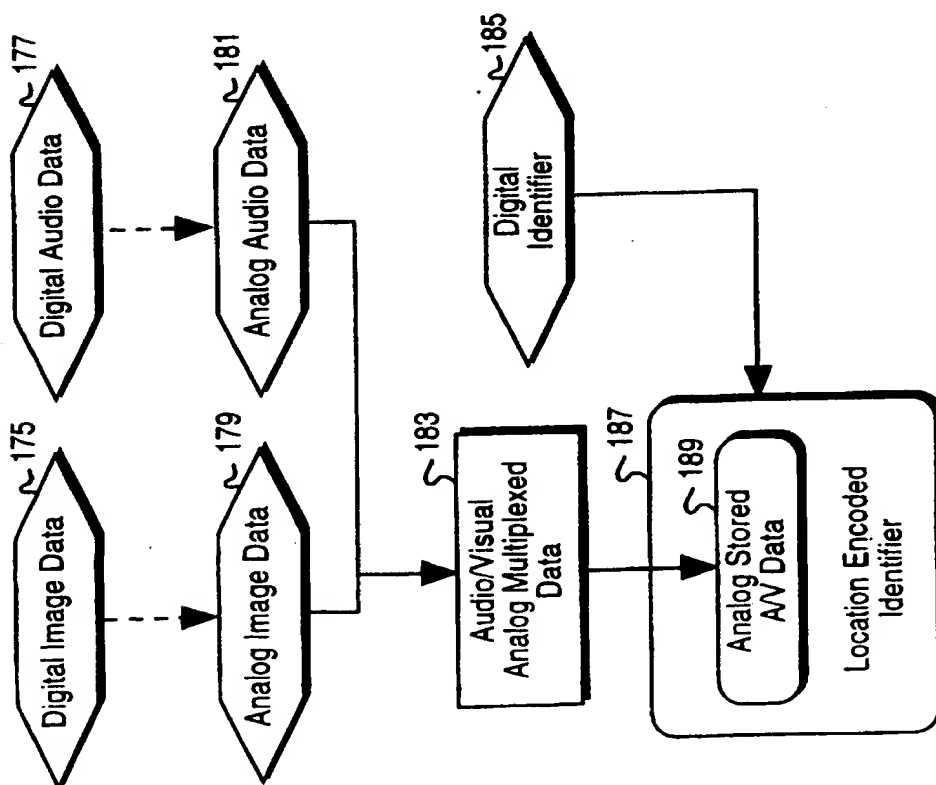 175
Digital Image Data
177
Digital Audio Data
179
Analog Image Data
181
Analog Audio Data
183
Audio/Visual
Analog Multiplexed
Data
185
Digital
Identifier
187
189
Analog Stored
A/V Data
Location Encoded
Identifier